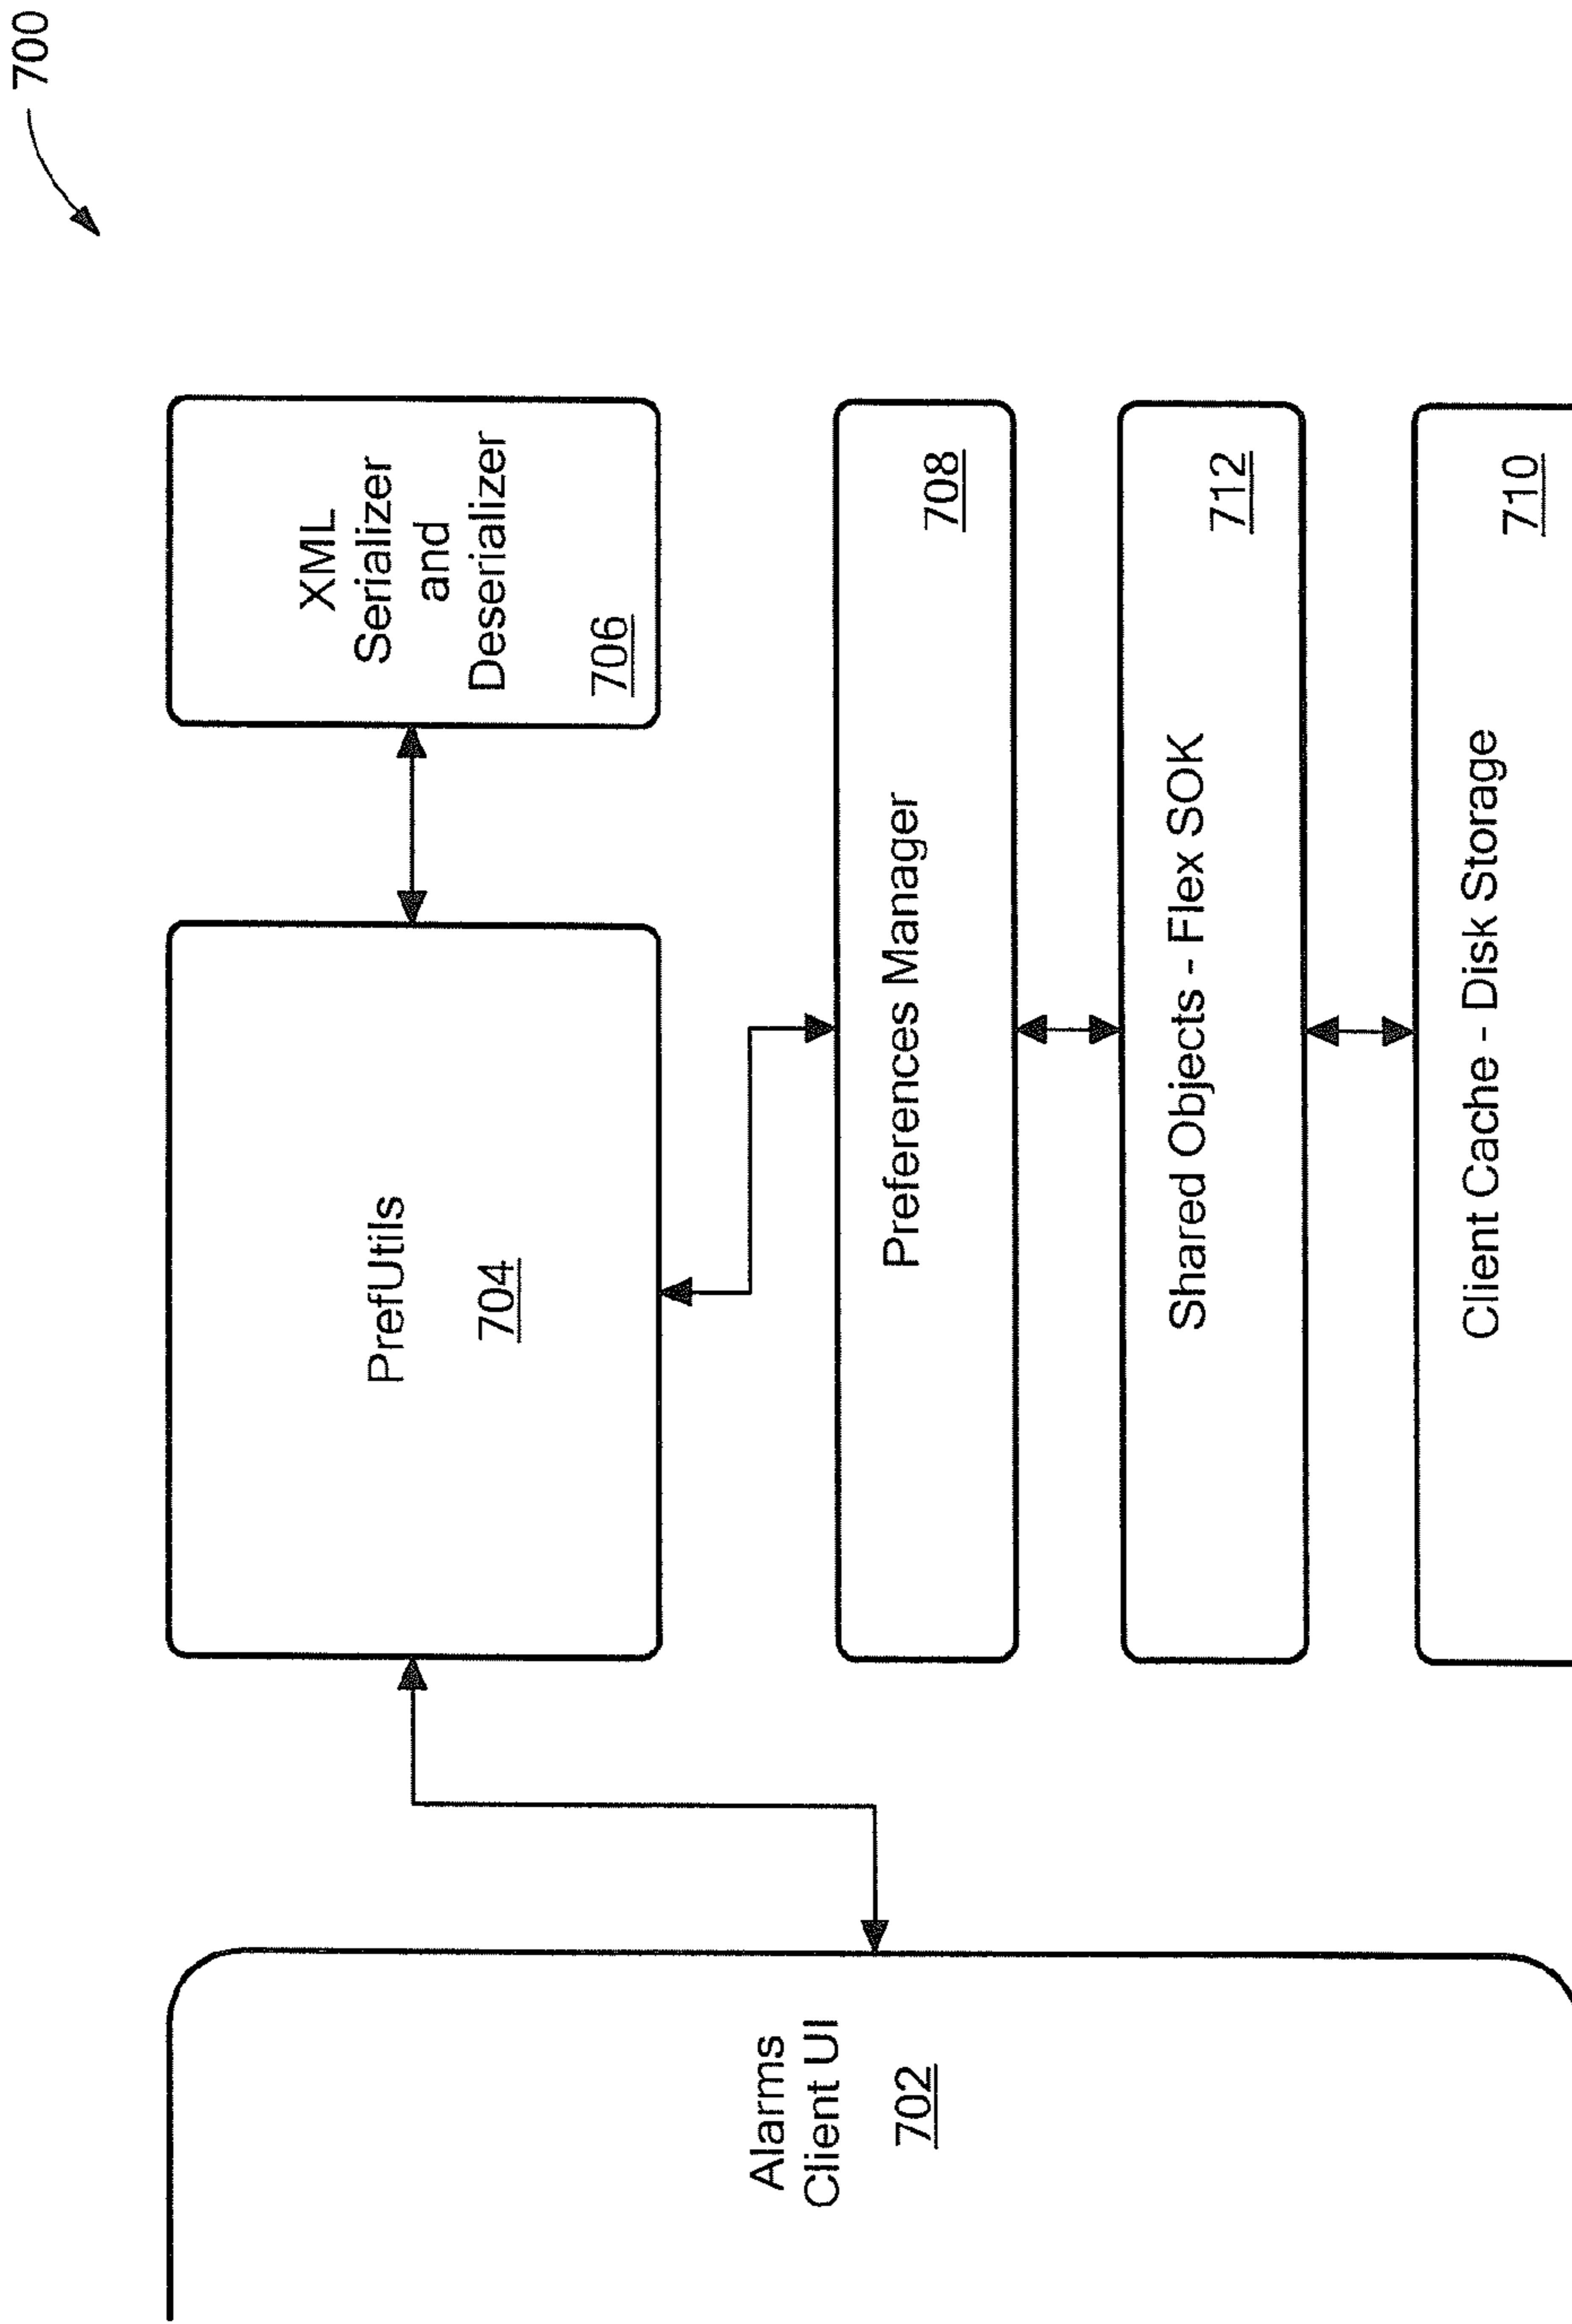 700
Alarms
Client UI
702
PrefUtils
704
XML
Serializer
and
Deserializer
706
Preferences Manager
708
Shared Objects - Flex SOK
712
Client Cache - Disk Storage
710